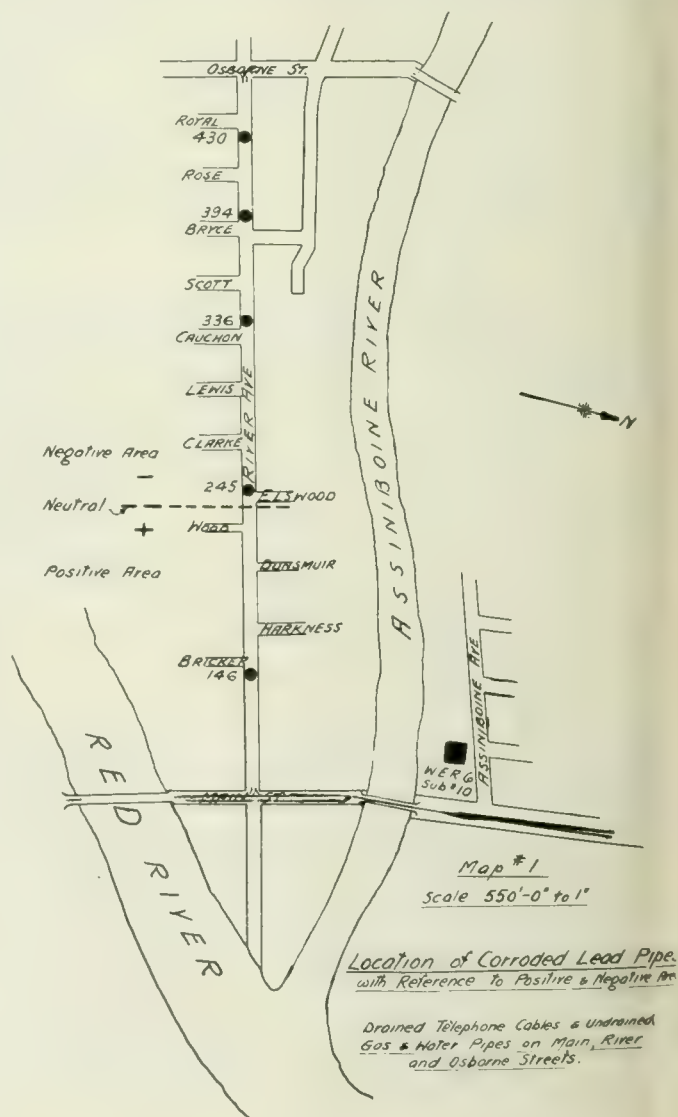 OSBORNE ST.
ROYAL
430
ROSE
394
BRYCE
SCOTT
336
CAUCHON
LEWIS
RIVER AVE
CLARKE
ASSINIBOINE RIVER
N
Negative Area
−
245
ELSWOOD
Neutral
+
WOOD
Positive Area
DUNSMUIR
HARKNESS
BRICKER
146
ASSINIBOINE AVE
WER6
Sub #10
MAIN ST
RED RIVER
Map #1
Scale 550'-0" to 1"
Location of Corroded Lead Pipe
with Reference to Positive & Negative Are
Drained Telephone Cables & Undrained
Gas & Water Pipes on Main, River
and Osborne Streets.